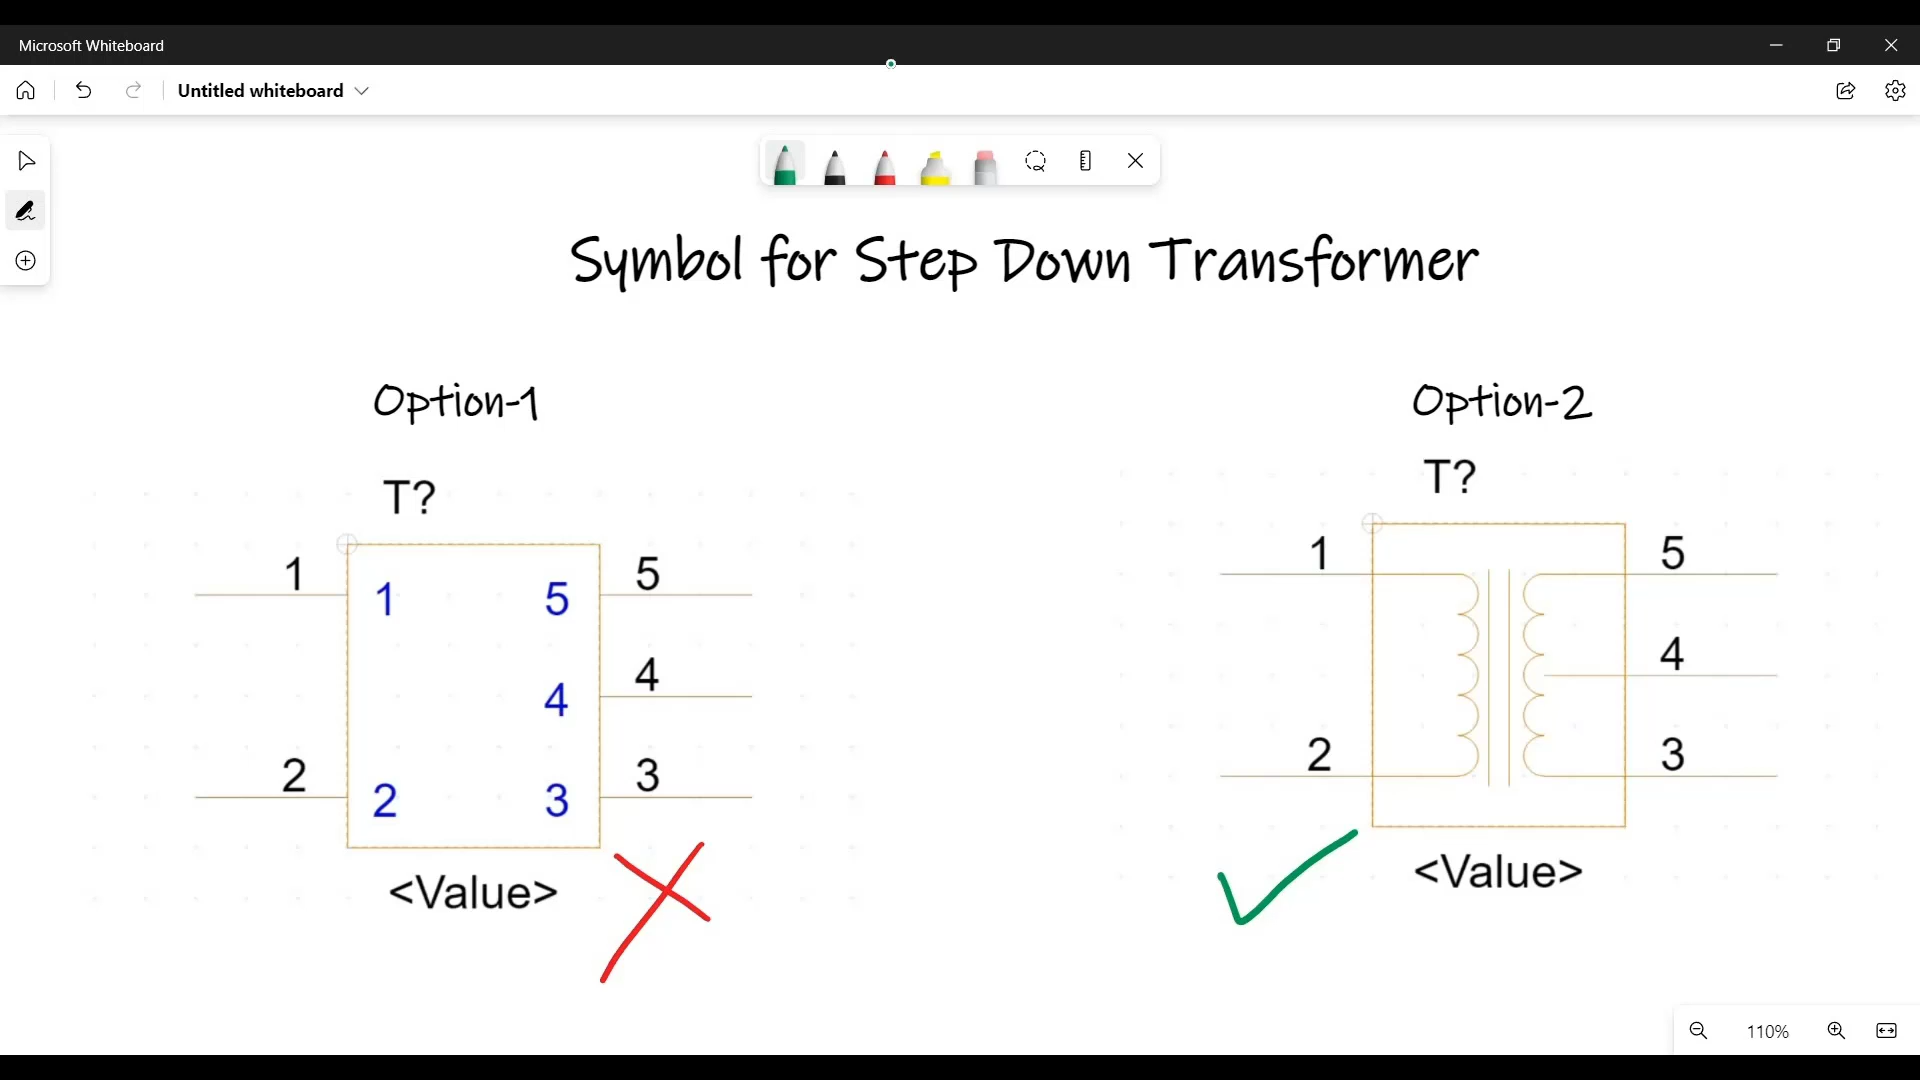 Microsoft Whiteboard
Untitled whiteboard
Symbol for Step Down Transformer
Option-1
T?
1
1
5
5
4
4
2
2
3
3
<Value>
Option-2
T?
1
5
4
2
3
<Value>
110%